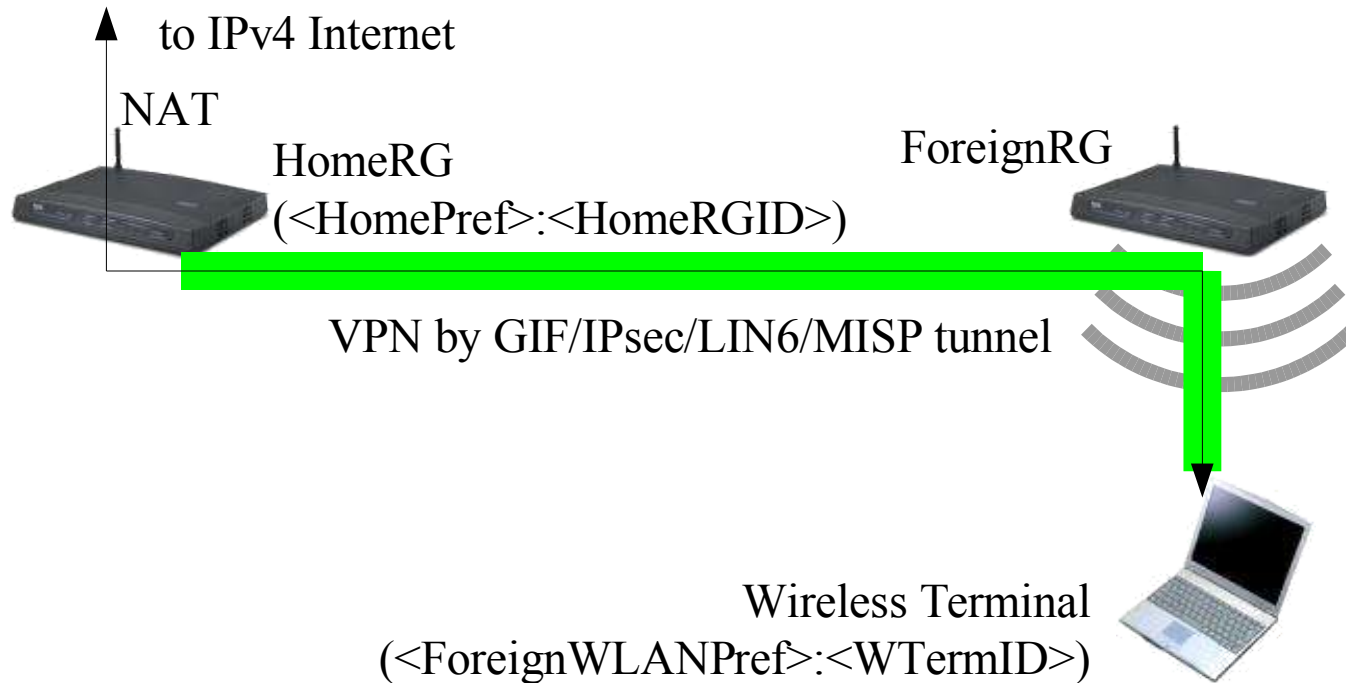 to IPv4 Internet
NAT
HomeRG
(<HomePref>:<HomeRGID>)
ForeignRG
VPN by GIF/IPsec/LIN6/MISP tunnel
Wireless Terminal
(<ForeignWLANPref>:<WTermID>)